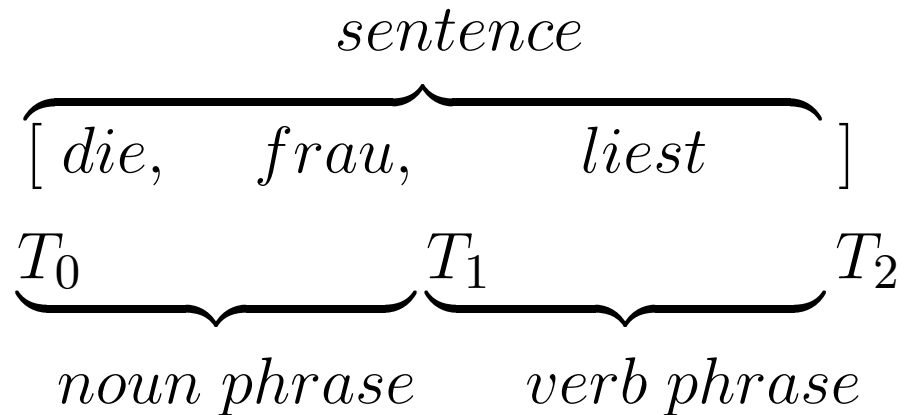 sentence
[ die, frau, liest ]
T₀ T₁ T₂
noun phrase verb phrase